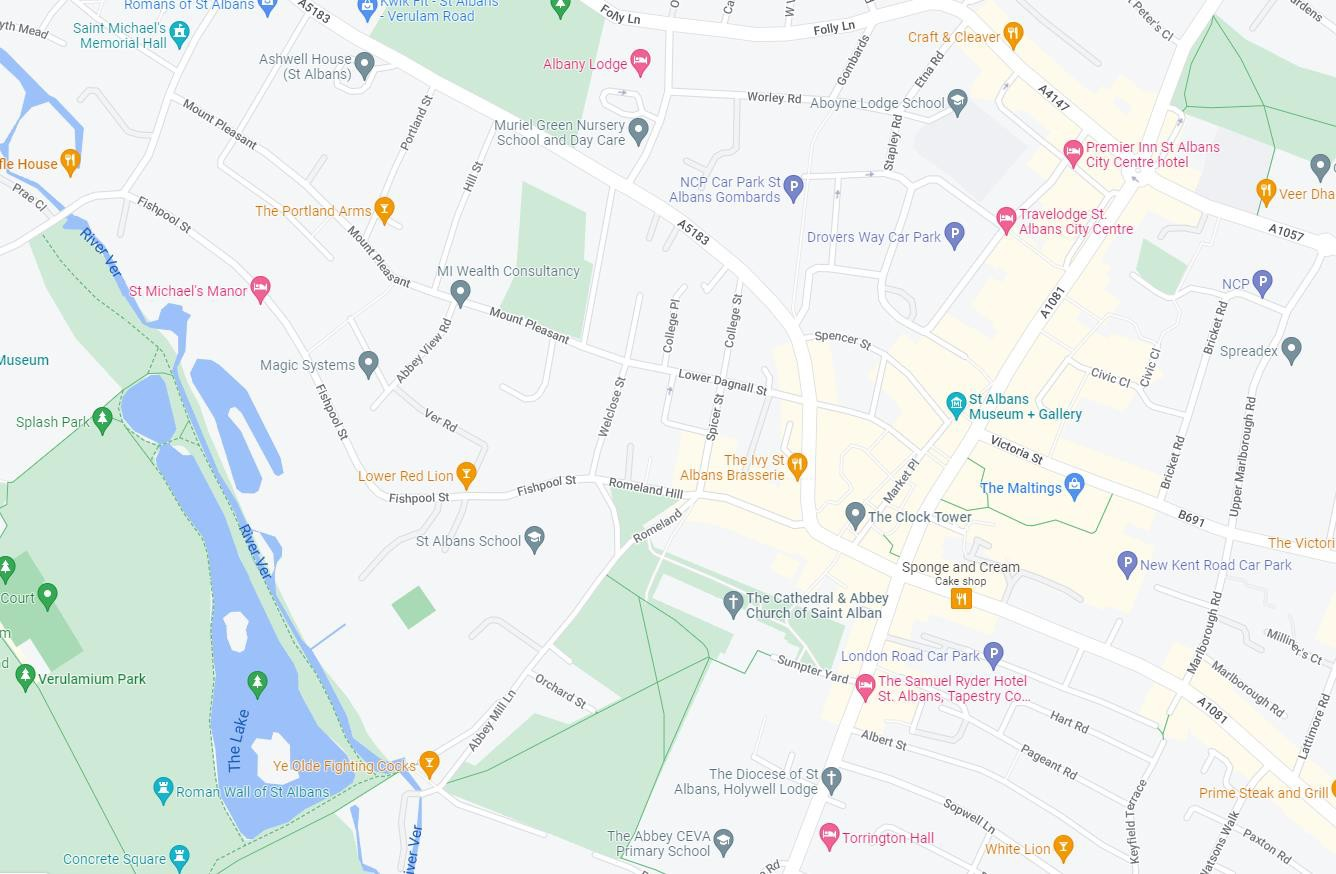 Romans of St Albans
A5183
Kwik Fit - St Albans
- Verulam Road
Folly Ln
Folly Ln
St Peter's Cl
Saint Michael's
Memorial Hall
Mead
Ashwell House
(St Albans)
Albany Lodge
Gombards
Etna Rd
Craft & Cleaver
A4147
Mount Pleasant
Portland St
Muriel Green Nursery
School and Day Care
Worley Rd
Aboyne Lodge School
Stapley Rd
Premier Inn St Albans
City Centre hotel
House
Prae Cl
Fishpool St
Hill St
The Portland Arms
NCP Car Park St
Albans Gombards
A5183
Drovers Way Car Park
Travelodge St.
Albans City Centre
Veer
A1057
River Ver
Mount Pleasant
MI Wealth Consultancy
St Michael's Manor
Mount Pleasant
College Pl
College St
A1081
NCP
Bricket Rd
Museum
Magic Systems
Abbey View Rd
Spencer St
Spreadex
Civic Cl
Civic Cl
Lower Dagnall St
Splash Park
Fishpool St
Ver Rd
Welclose St
Spicer St
St Albans
Museum + Gallery
Upper Marlborough Rd
Victoria St
Bricket Rd
Lower Red Lion
The Ivy St
Albans Brasserie
Market Pl
The Maltings
Fishpool St
Fishpool St
Romeland Hill
Romeland
The Clock Tower
B691
River Ver
St Albans School
Sponge and Cream
Cake shop
New Kent Road Car Park
Court
The Cathedral & Abbey
Church of Saint Alban
Marlborough Rd
Milliner's Ct
Verulamium Park
Sumpter Yard
London Road Car Park
The Samuel Ryder Hotel
St. Albans, Tapestry Co...
Marlborough Rd
Lattimore Rd
A1081
Orchard St
Abbey Mill Ln
Hart Rd
Albert St
Pageant Rd
The Lake
Ye Olde Fighting Cocks
Roman Wall of St Albans
The Diocese of St
Albans, Holywell Lodge
Prime Steak and Grill
Sopwell Ln
Keyfield Terrace
Watsons Walk
Paxton Rd
River Ver
The Abbey CEVA
Primary School
Torrington Hall
White Lion
Concrete Square
Rd